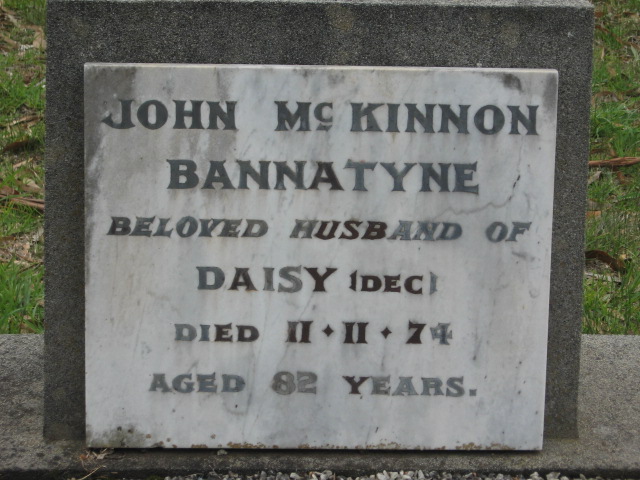 JOHN McKINNON
BANNATYNE
BELOVED HUSBAND OF
DAISY (DEC)
DIED 11•11•74
AGED 82 YEARS.